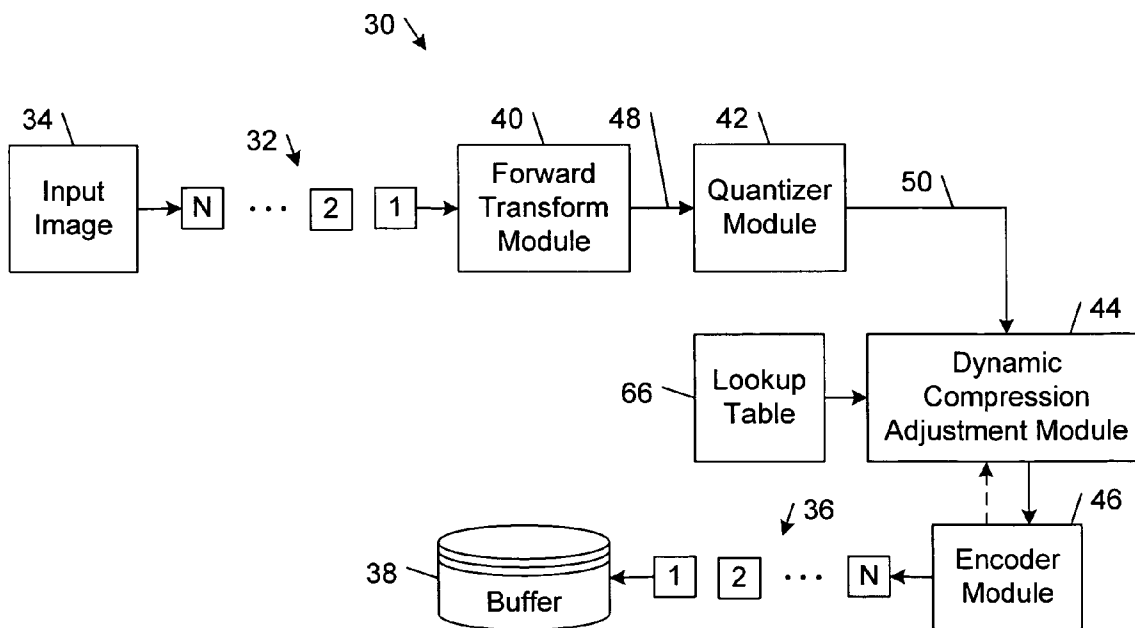 30
34
32
40
48
42
50
Input
Image
N ... 2 1
Forward
Transform
Module
Quantizer
Module
44
66
Lookup
Table
Dynamic
Compression
Adjustment Module
36
46
38
Buffer
1 2 ... N
Encoder
Module